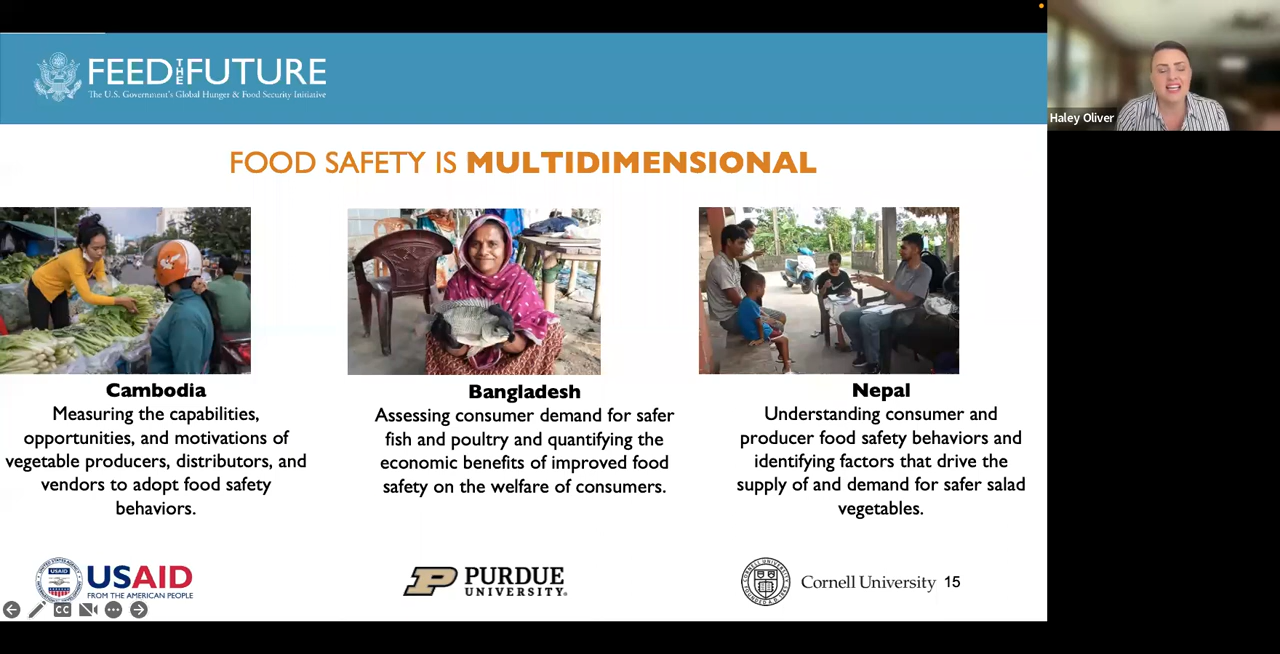 FEED THE FUTURE
The U.S. Government's Global Hunger & Food Security Initiative
Haley Oliver
FOOD SAFETY IS MULTIDIMENSIONAL
Cambodia
Measuring the capabilities,
opportunities, and motivations of
vegetable producers, distributors, and
vendors to adopt food safety
behaviors.
Bangladesh
Assessing consumer demand for safer
fish and poultry and quantifying the
economic benefits of improved food
safety on the welfare of consumers.
Nepal
Understanding consumer and
producer food safety behaviors and
identifying factors that drive the
supply of and demand for safer salad
vegetables.
USAID
USAID
FROM THE AMERICAN PEOPLE
P PURDUE
UNIVERSITY®
Cornell University 15
CC